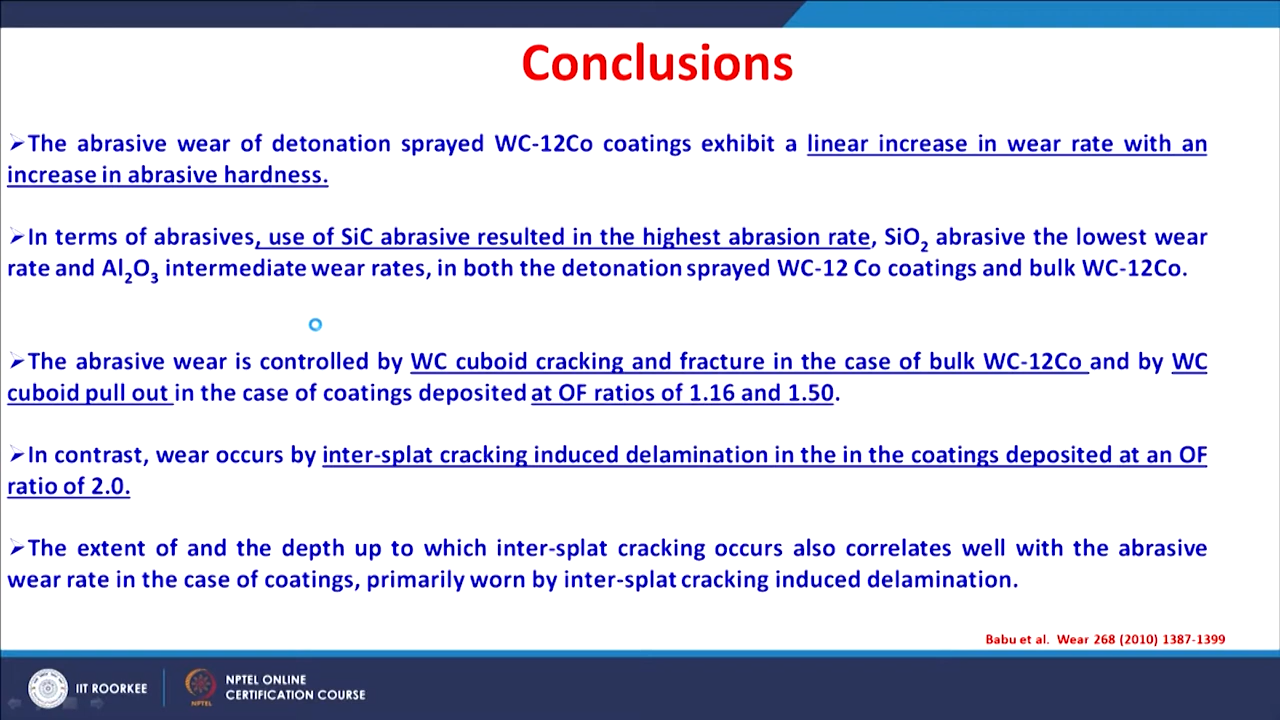 Conclusions
➢The abrasive wear of detonation sprayed WC-12Co coatings exhibit a linear increase in wear rate with an
increase in abrasive hardness.
➢In terms of abrasives, use of SiC abrasive resulted in the highest abrasion rate, SiO₂ abrasive the lowest wear
rate and Al₂O₃ intermediate wear rates, in both the detonation sprayed WC-12 Co coatings and bulk WC-12Co.
➢The abrasive wear is controlled by WC cuboid cracking and fracture in the case of bulk WC-12Co and by WC
cuboid pull out in the case of coatings deposited at OF ratios of 1.16 and 1.50.
➢In contrast, wear occurs by inter-splat cracking induced delamination in the in the coatings deposited at an OF
ratio of 2.0.
➢The extent of and the depth up to which inter-splat cracking occurs also correlates well with the abrasive
wear rate in the case of coatings, primarily worn by inter-splat cracking induced delamination.
Babu et al. Wear 268 (2010) 1387-1399
IIT ROORKEE
NPTEL
NPTEL ONLINE
CERTIFICATION COURSE